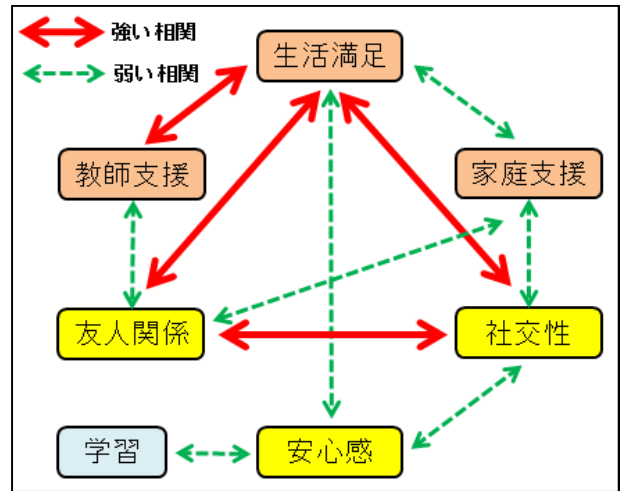 強い相関
弱い相関
生活満足
教師支援
家庭支援
友人関係
社交性
学習
安心感